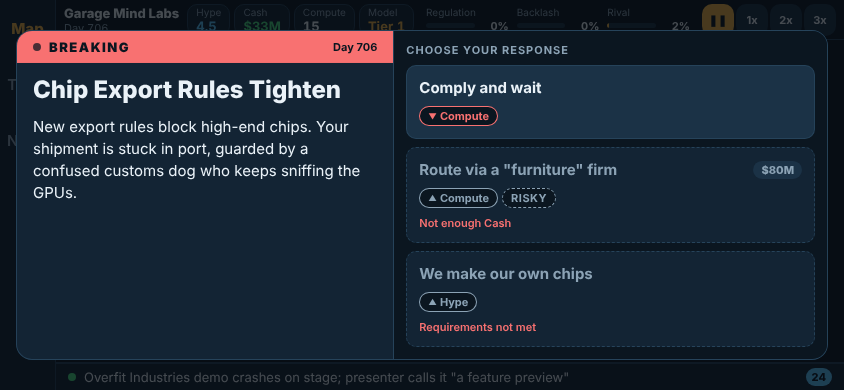 Garage Mind Labs
Day 706
Hype
4.5
Cash
$33M
Compute
15
Model
Tier 1
Regulation
0%
Backlash
0%
Rival
2%
1x
2x
3x
Map
BREAKING
Day 706
Chip Export Rules Tighten
New export rules block high-end chips. Your
shipment is stuck in port, guarded by a
confused customs dog who keeps sniffing the
GPUs.
CHOOSE YOUR RESPONSE
Comply and wait
▼ Compute
Route via a "furniture" firm
$80M
▲ Compute
RISKY
Not enough Cash
We make our own chips
▲ Hype
Requirements not met
Overfit Industries demo crashes on stage; presenter calls it "a feature preview"
24